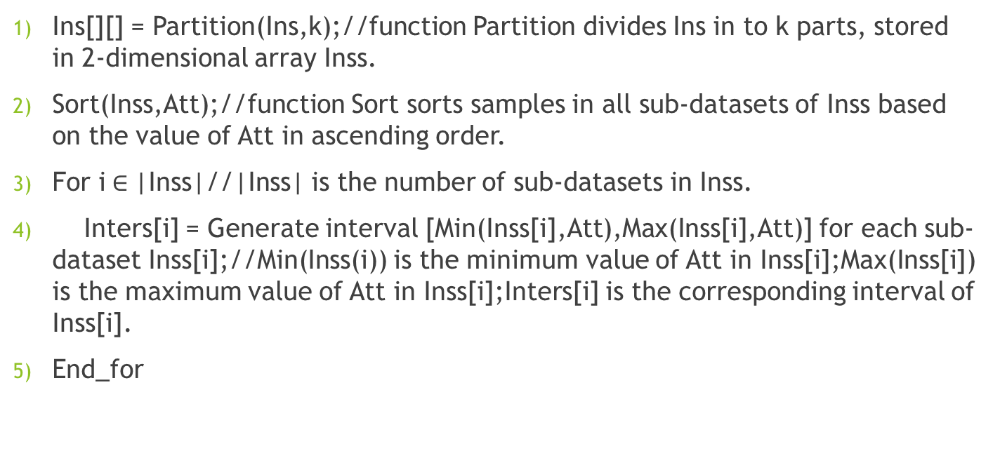 1) Ins[][] = Partition(Ins,k);//function Partition divides Ins in to k parts, stored
in 2-dimensional array Inss.
2) Sort(Inss,Att);//function Sort sorts samples in all sub-datasets of Inss based
on the value of Att in ascending order.
3) For i ∈ |Inss|//|Inss| is the number of sub-datasets in Inss.
4) Inters[i] = Generate interval [Min(Inss[i],Att),Max(Inss[i],Att)] for each sub-
dataset Inss[i];//Min(Inss(i)) is the minimum value of Att in Inss[i];Max(Inss[i])
is the maximum value of Att in Inss[i];Inters[i] is the corresponding interval of
Inss[i].
5) End_for